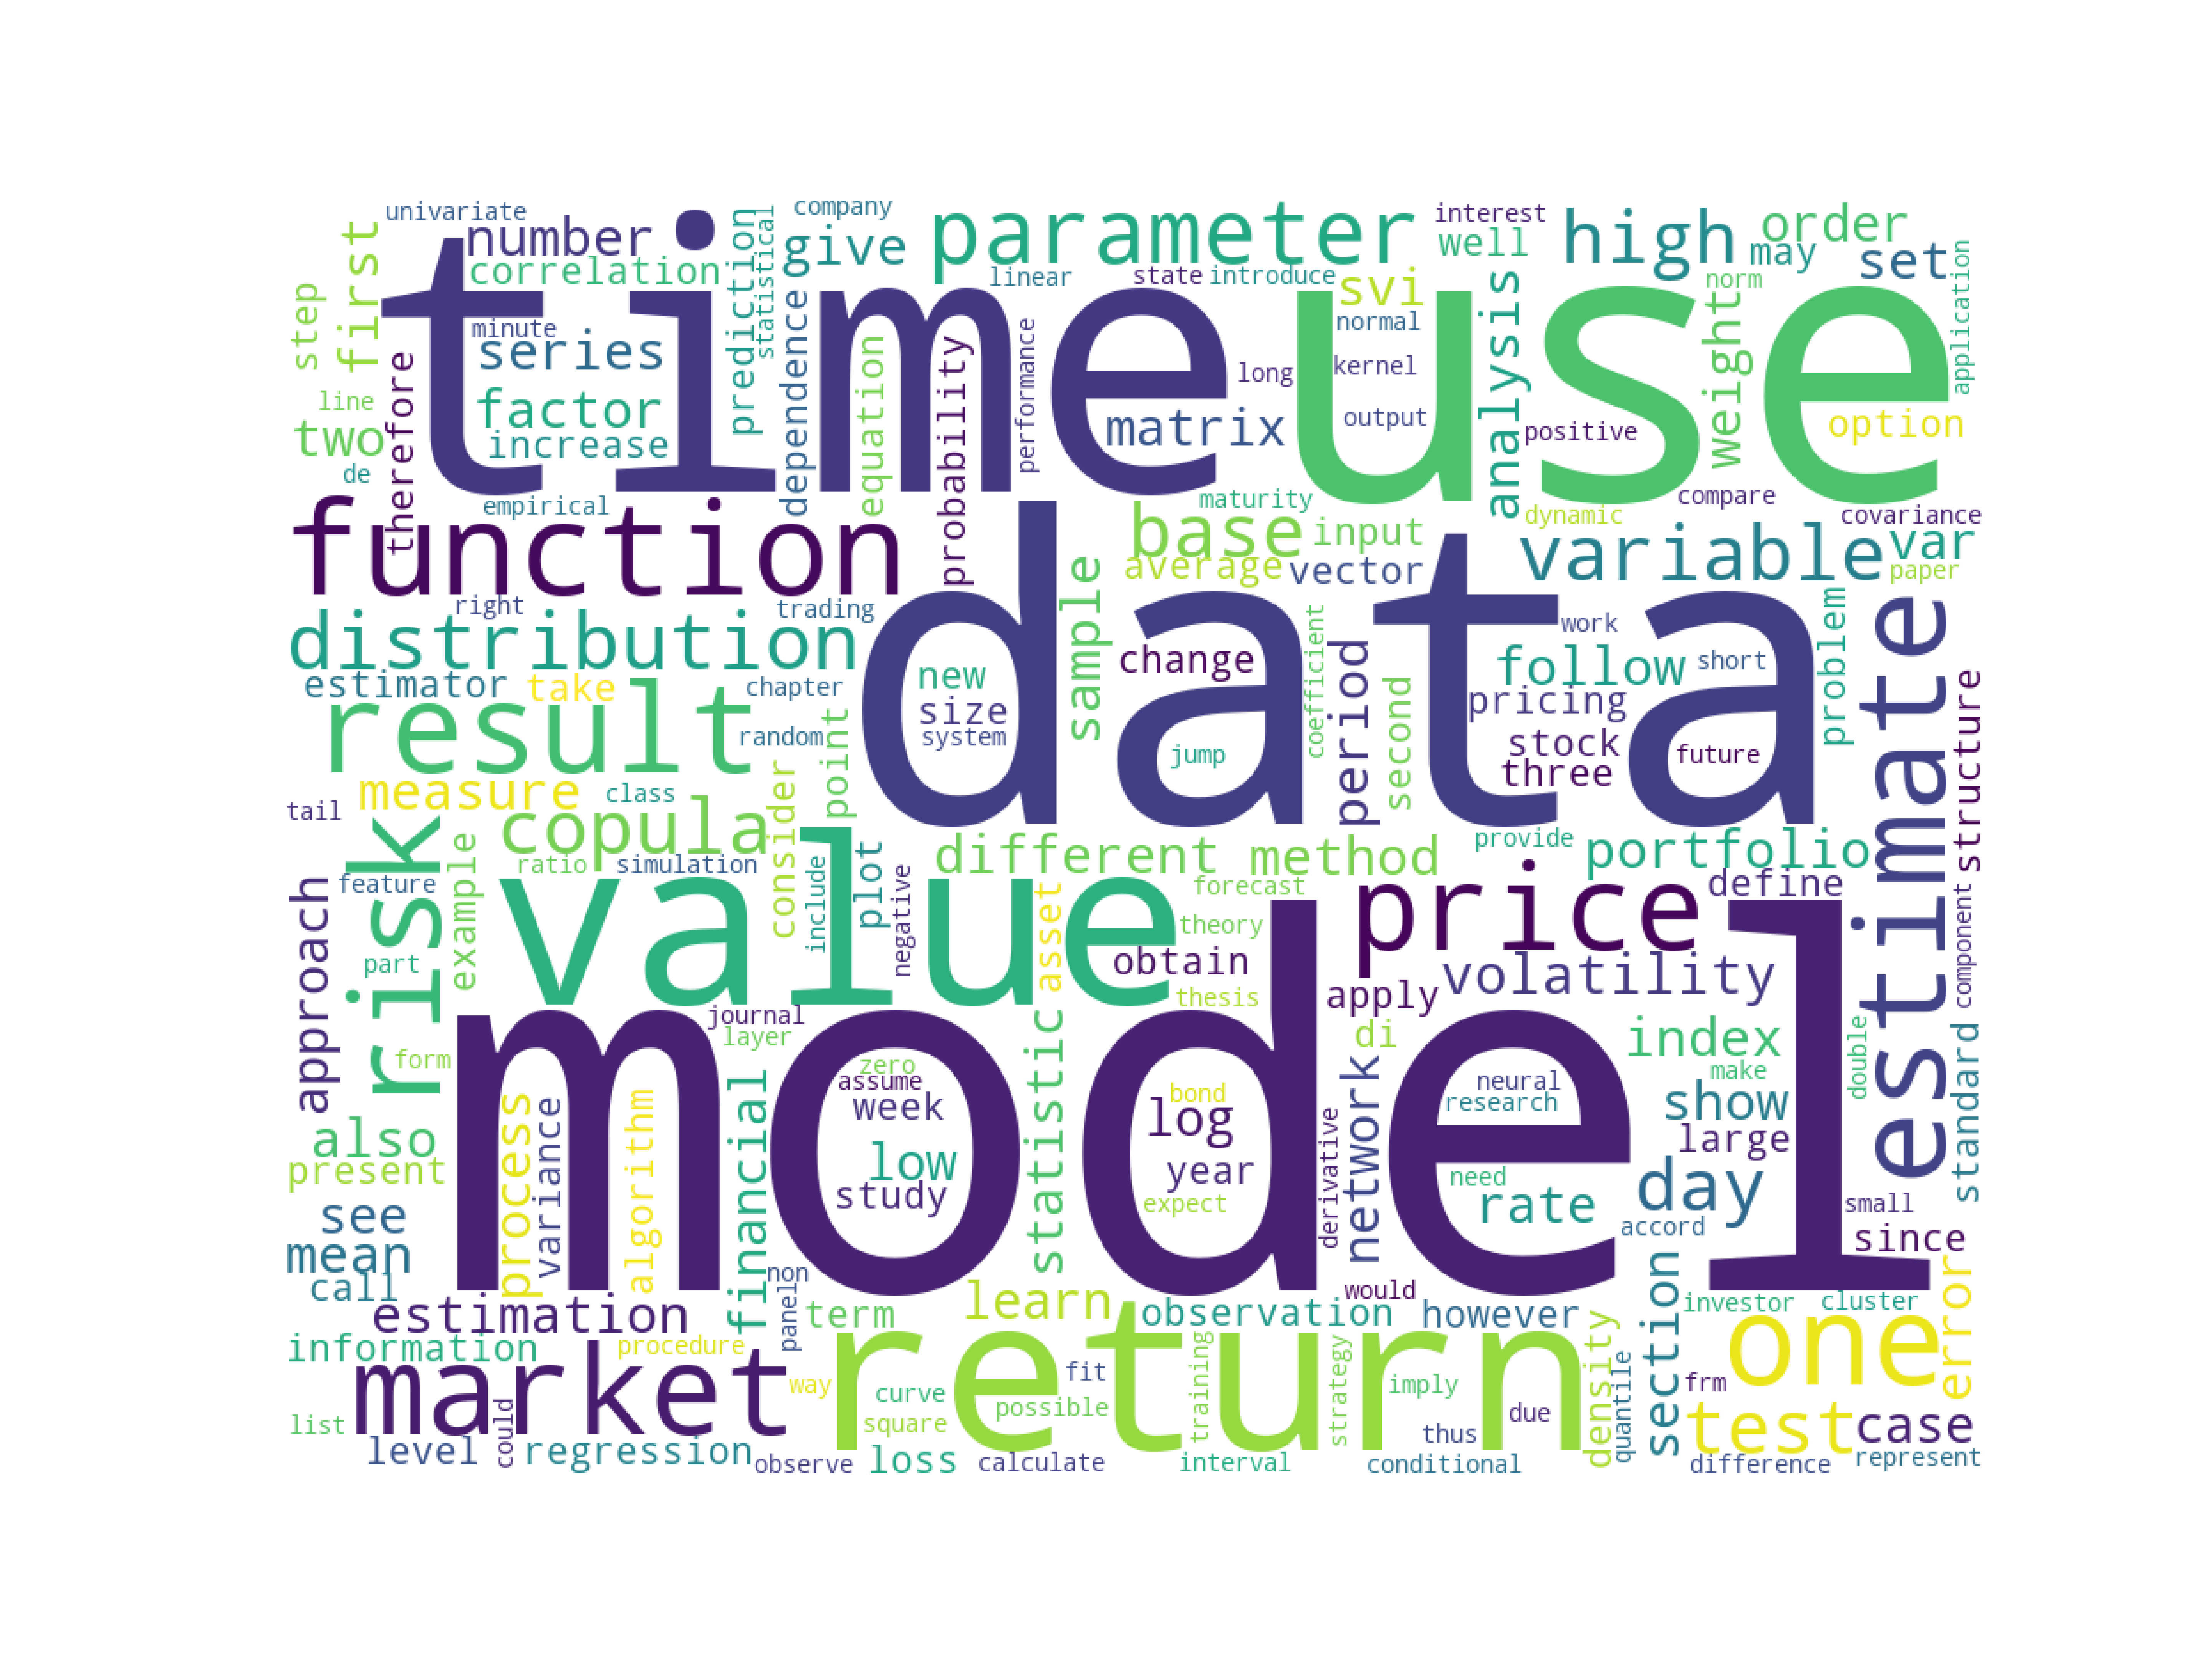 univariate
number
company
give
parameter
interest
well
high
order
may
set
time
use
correlation
prediction
statistical
linear
state
introduce
svi
norm
application
step
first
minute
series
dependence
equation
probability
performance
long
normal
kernel
analysis
weight
line
two
therefore
factor
increase
matrix
output
positive
option
de
empirical
maturity
dynamic
compare
covariance
function
data
base
input
variable
var
average
vector
paper
right
trading
sample
coefficient
work
problem
distribution
estimator
take
chapter
new
change
period
follow
short
estimate
size
second
pricing
structure
result
random
system
point
jump
stock
three
future
measure
class
consider
tail
copula
different
method
provide
portfolio
risk
approach
feature
example
ratio
simulation
include
plot
negative
asset
forecast
price
define
value
theory
part
obtain
volatility
component
thesis
apply
journal
model
form
layer
statistic
di
index
standard
double
process
variance
algorithm
financial
zero
assume
week
bond
log
network
neural
research
make
show
also
low
year
large
present
study
expect
derivative
need
rate
day
see
accord
small
mean
since
call
non
panel
would
estimation
term
learn
observation
however
section
investor
cluster
error
information
procedure
return
density
one
market
way
fit
training
strategy
imply
quantile
frm
curve
possible
due
list
could
square
thus
test
case
level
regression
observe
loss
calculate
interval
conditional
difference
represent